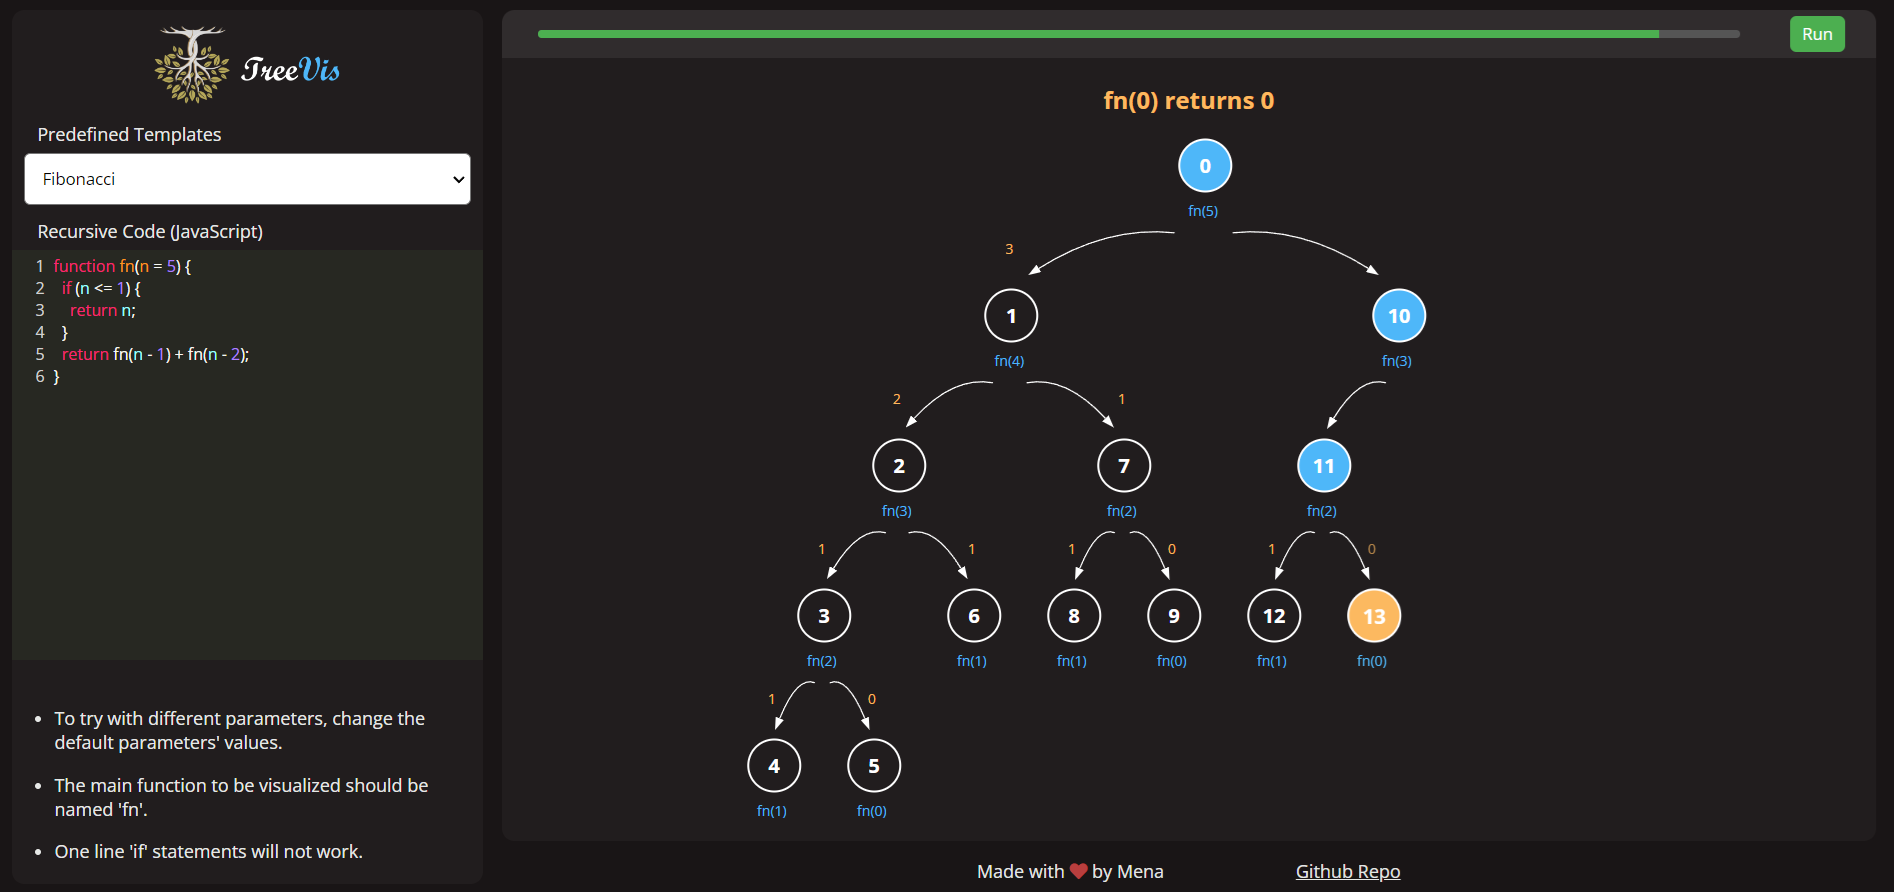 TreeVis
Predefined Templates
Fibonacci
Recursive Code (JavaScript)
1 function fn(n = 5) {
2 if (n <= 1) {
3 return n;
4 }
5 return fn(n - 1) + fn(n - 2);
6 }
To try with different parameters, change the
default parameters' values.
The main function to be visualized should be
named 'fn'.
One line 'if' statements will not work.
Run
fn(0) returns 0
0
fn(5)
3
1 10
fn(4) fn(3)
2 1
2 7 11
fn(3) fn(2) fn(2)
1 1 1 0 1 0
3 6 8 9 12 13
fn(2) fn(1) fn(1) fn(0) fn(1) fn(0)
1 0
4 5
fn(1) fn(0)
Made with ❤ by Mena
Github Repo